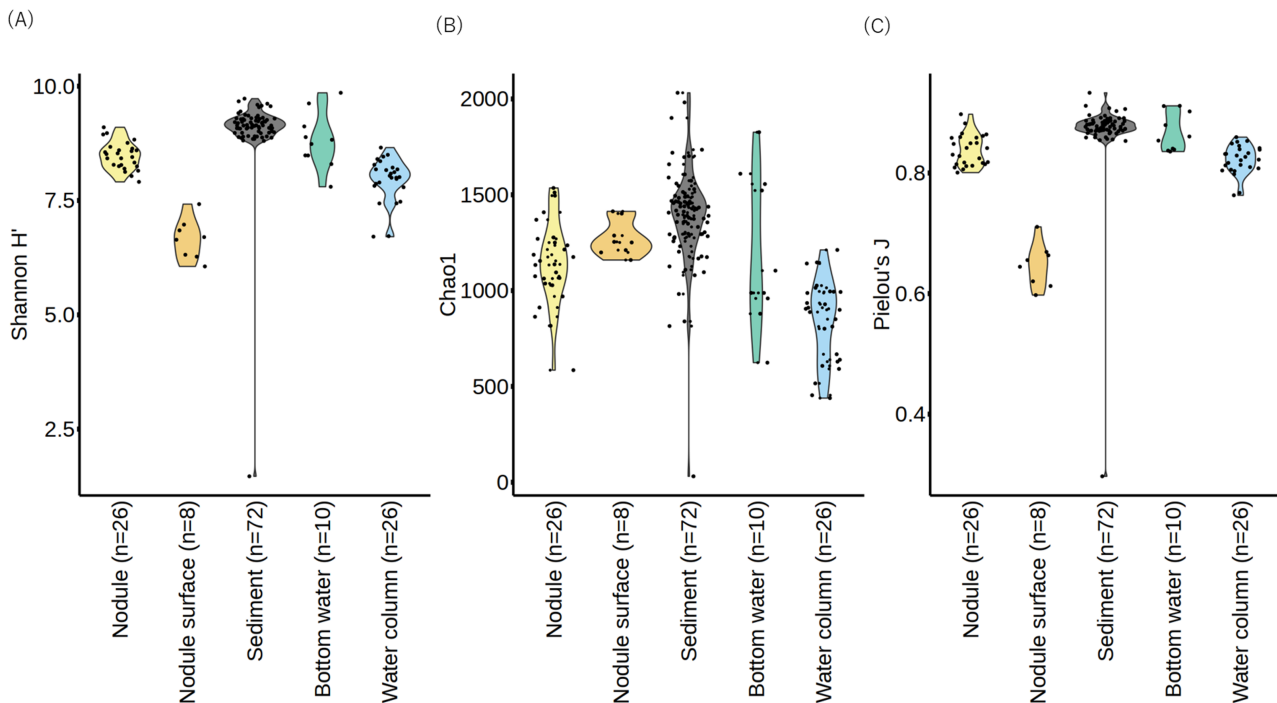 (A)
Shannon H'
10.0
7.5
5.0
2.5
Nodule (n=26)
Nodule surface (n=8)
Sediment (n=72)
Bottom water (n=10)
Water column (n=26)
(B)
Chao1
2000
1500
1000
500
0
Nodule (n=26)
Nodule surface (n=8)
Sediment (n=72)
Bottom water (n=10)
Water column (n=26)
(C)
Pielou's J
0.8
0.6
0.4
Nodule (n=26)
Nodule surface (n=8)
Sediment (n=72)
Bottom water (n=10)
Water column (n=26)